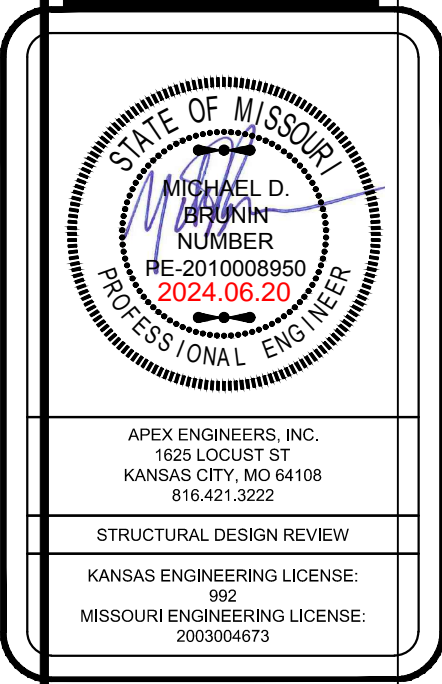 STATE OF MISSOURI
MICHAEL D.
BRUNIN
NUMBER
PE-2010008950
2024.06.20
PROFESSIONAL ENGINEER
APEX ENGINEERS, INC.
1625 LOCUST ST
KANSAS CITY, MO 64108
816.421.3222
STRUCTURAL DESIGN REVIEW
KANSAS ENGINEERING LICENSE:
992
MISSOURI ENGINEERING LICENSE:
2003004673